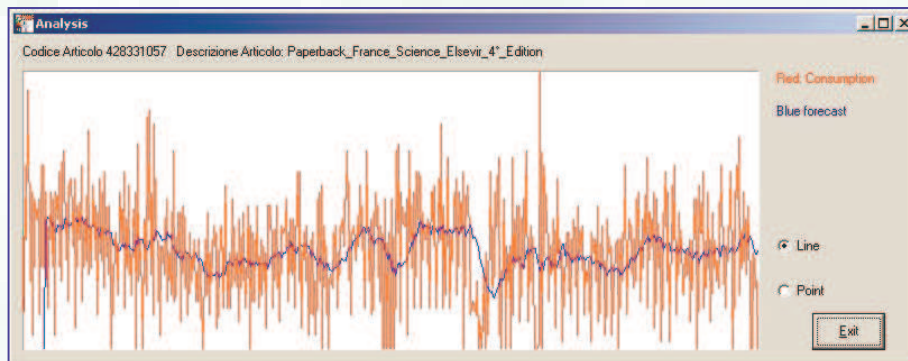 Analysis
Codice Articolo 428331057 Descrizione Articolo: Paperback_France_Science_Elsevir_4°_Edition
Red: Consumption
Blue forecast
Line
Point
Exit